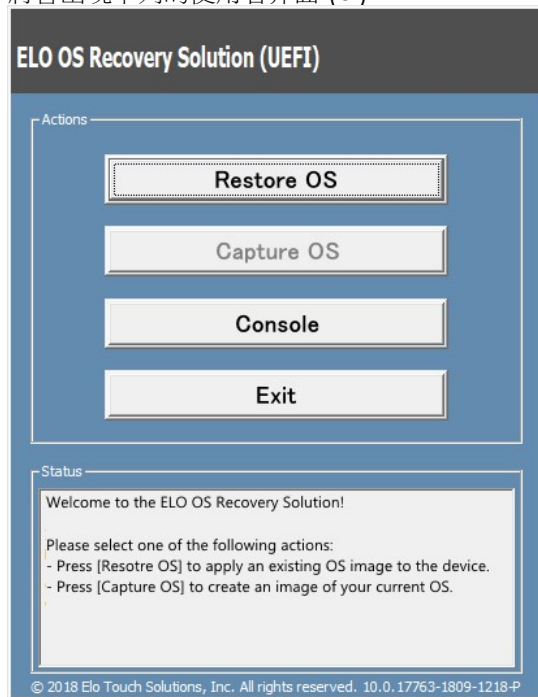 ELO OS Recovery Solution (UEFI)
Actions
Restore OS
Capture OS
Console
Exit
Status
Welcome to the ELO OS Recovery Solution!
Please select one of the following actions:
- Press [Resotre OS] to apply an existing OS image to the device.
- Press [Capture OS] to create an image of your current OS.
© 2018 Elo Touch Solutions, Inc. All rights reserved. 10.0.17763-1809-1218-P